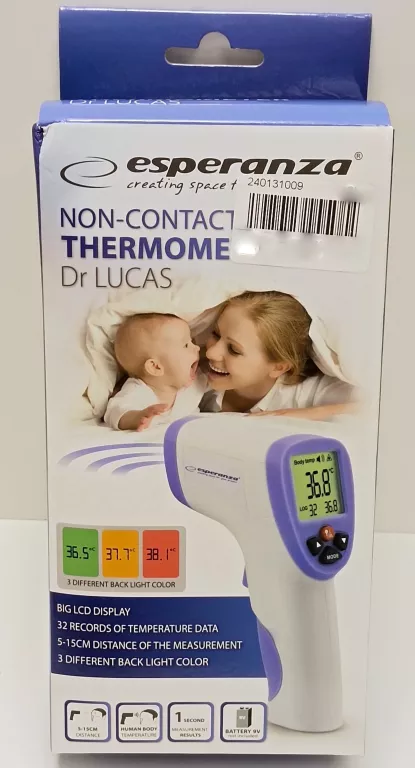 Dr LUCAS
esperanza®
creating space f
240131009
NON-CONTACT
THERMOME
Dr LUCAS
esperanza
Body temp
36.8°C
LOG 32 36.8
MODE
36.5°C 37.7°C 38.1°C
3 DIFFERENT BACK LIGHT COLOR
BIG LCD DISPLAY
32 RECORDS OF TEMPERATURE DATA
5-15CM DISTANCE OF THE MEASUREMENT
3 DIFFERENT BACK LIGHT COLOR
5-15CM
DISTANCE
HUMAN BODY
TEMPERATURE
1 SECOND
MEASUREMENT
RESULTS
BATTERY 9V